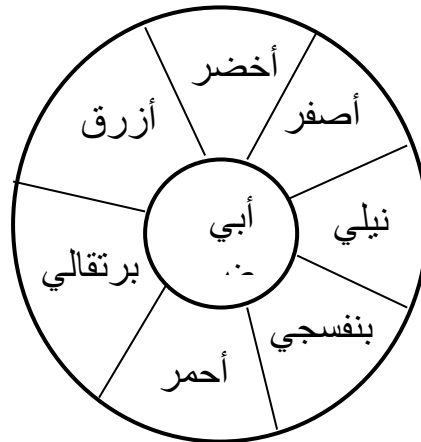 أخضر
أصفر
أزرق
نيلي
أبي
برتقالي
بنفسجي
أحمر